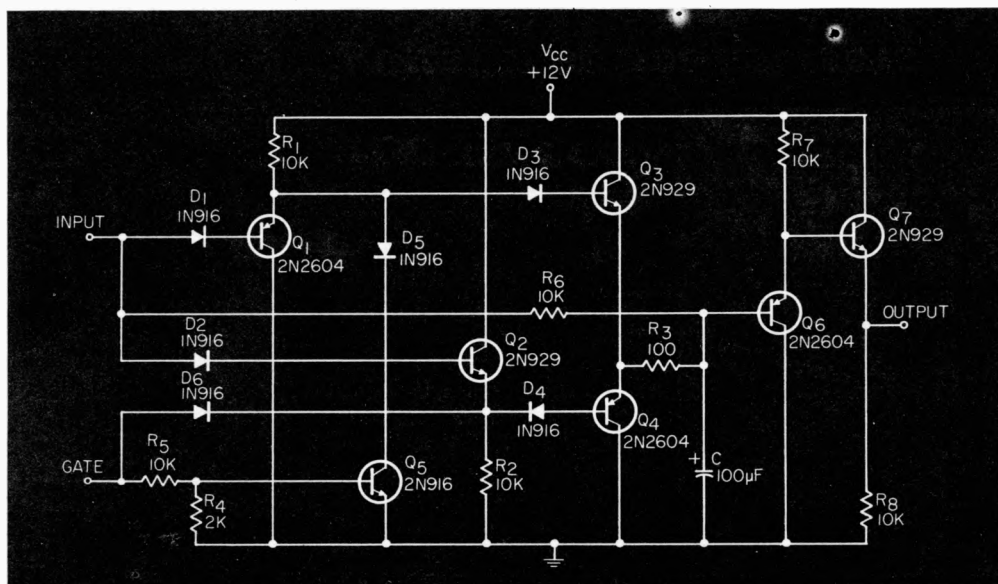 VCC
+12V
R1
10K
D3
1N916
Q3
2N929
R7
10K
D1
1N916
INPUT
Q1
2N2604
D5
1N916
Q7
2N929
R6
10K
OUTPUT
D2
1N916
Q2
2N929
R3
100
Q6
2N2604
D6
1N916
D4
1N916
Q4
2N2604
R5
10K
GATE
Q5
2N916
R2
10K
+
C
100µF
R4
2K
R8
10K